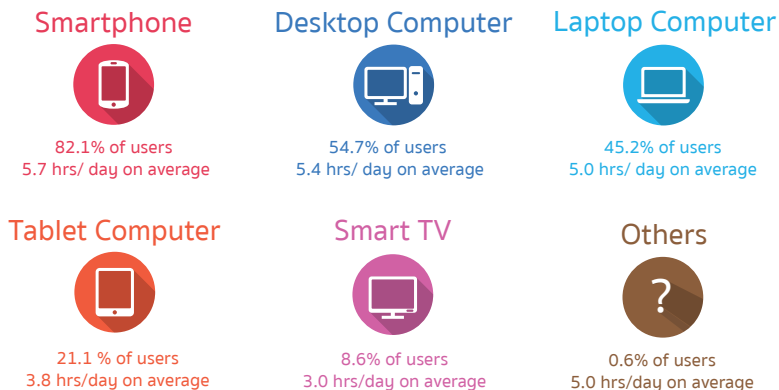 Smartphone
82.1% of users
5.7 hrs/ day on average
Desktop Computer
54.7% of users
5.4 hrs/ day on average
Laptop Computer
45.2% of users
5.0 hrs/ day on average
Tablet Computer
21.1 % of users
3.8 hrs/day on average
Smart TV
8.6% of users
3.0 hrs/day on average
Others
?
0.6% of users
5.0 hrs/day on average